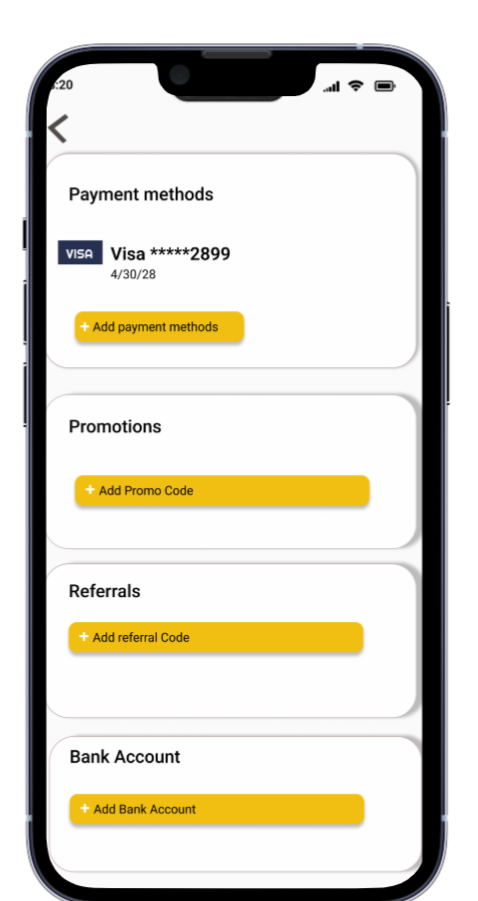 :20
Payment methods
VISA Visa *****2899
4/30/28
+ Add payment methods
Promotions
+ Add Promo Code
Referrals
+ Add referral Code
Bank Account
+ Add Bank Account